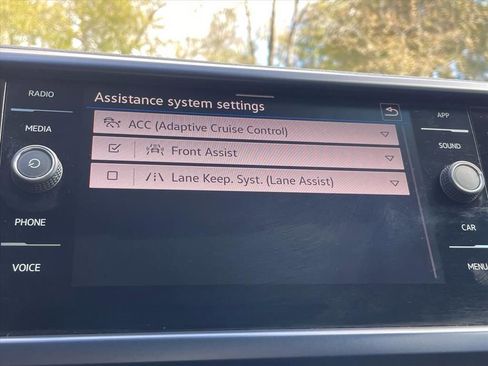 RADIO
MEDIA
PHONE
VOICE
Assistance system settings
ACC (Adaptive Cruise Control)
Front Assist
Lane Keep. Syst. (Lane Assist)
APP
SOUND
CAR
MENU